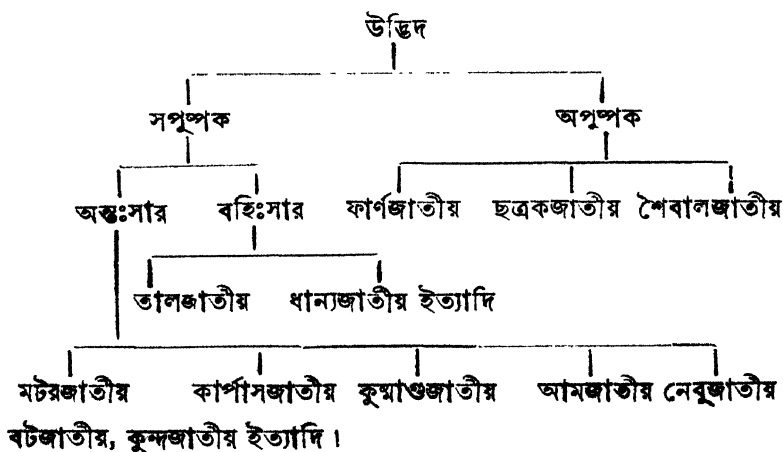 উদ্ভিদ
সপুষ্পক অপুষ্পক
অন্তঃসার বহিঃসার ফার্ণজাতীয় ছত্রকজাতীয় শৈবালজাতীয়
তালজাতীয় ধান্যজাতীয় ইত্যাদি
মটরজাতীয় কার্পাসজাতীয় কুষ্মাণ্ডজাতীয় আমজাতীয় নেবুজাতীয়
বটজাতীয়, কুন্দজাতীয় ইত্যাদি।